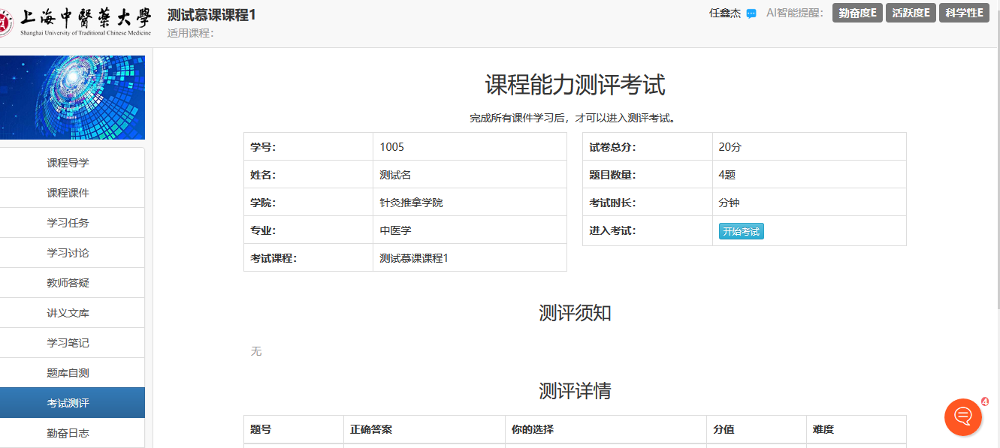 上海中醫藥大學
Shanghai University of Traditional Chinese Medicine
测试慕课课程1
适用课程：
任鑫杰 AI智能提醒： 勤奋度E 活跃度E 科学性E
课程导学
课程课件
学习任务
学习讨论
教师答疑
讲义文库
学习笔记
题库自测
考试测评
勤奋日志
课程能力测评考试
完成所有课件学习后，才可以进入测评考试。
学号： 1005
姓名： 测试名
学院： 针灸推拿学院
专业： 中医学
考试课程： 测试慕课课程1
试卷总分： 20分
题目数量： 4题
考试时长： 分钟
进入考试： 开始考试
测评须知
无
测评详情
题号 正确答案 你的选择 分值 难度
4